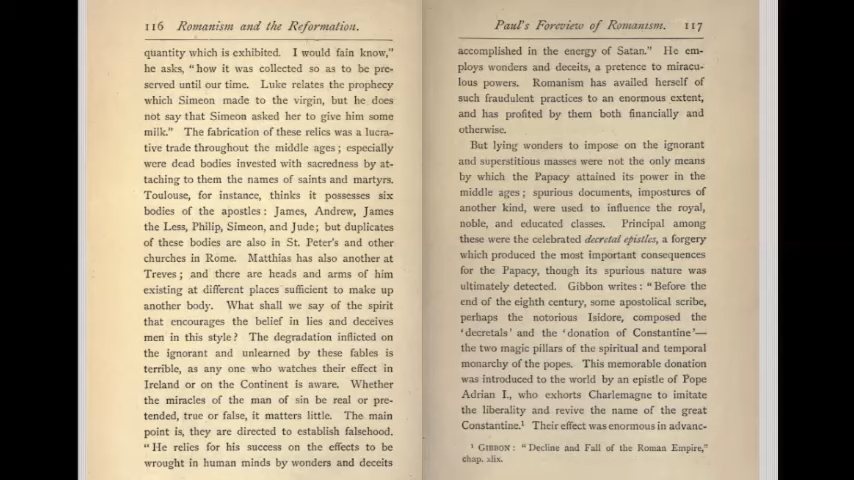 116 Romanism and the Reformation.
quantity which is exhibited. I would fain know,"
he asks, "how it was collected so as to be pre-
served until our time. Luke relates the prophecy
which Simeon made to the virgin, but he does
not say that Simeon asked her to give him some
milk." The fabrication of these relics was a lucra-
tive trade throughout the middle ages; especially
were dead bodies invested with sacredness by at-
taching to them the names of saints and martyrs.
Toulouse, for instance, thinks it possesses six
bodies of the apostles: James, Andrew, James
the Less, Philip, Simeon, and Jude; but duplicates
of these bodies are also in St. Peter's and other
churches in Rome. Matthias has also another at
Treves; and there are heads and arms of him
existing at different places sufficient to make up
another body. What shall we say of the spirit
that encourages the belief in lies and deceives
men in this style? The degradation inflicted on
the ignorant and unlearned by these fables is
terrible, as any one who watches their effect in
Ireland or on the Continent is aware. Whether
the miracles of the man of sin be real or pre-
tended, true or false, it matters little. The main
point is, they are directed to establish falsehood.
"He relies for his success on the effects to be
wrought in human minds by wonders and deceits
Paul's Foreview of Romanism. 117
accomplished in the energy of Satan." He em-
ploys wonders and deceits, a pretence to miracu-
lous powers. Romanism has availed herself of
such fraudulent practices to an enormous extent,
and has profited by them both financially and
otherwise.
But lying wonders to impose on the ignorant
and superstitious masses were not the only means
by which the Papacy attained its power in the
middle ages; spurious documents, impostures of
another kind, were used to influence the royal,
noble, and educated classes. Principal among
these were the celebrated decretal epistles, a forgery
which produced the most important consequences
for the Papacy, though its spurious nature was
ultimately detected. Gibbon writes: "Before the
end of the eighth century, some apostolical scribe,
perhaps the notorious Isidore, composed the
'decretals' and the 'donation of Constantine'—
the two magic pillars of the spiritual and temporal
monarchy of the popes. This memorable donation
was introduced to the world by an epistle of Pope
Adrian I., who exhorts Charlemagne to imitate
the liberality and revive the name of the great
Constantine.¹ Their effect was enormous in advanc-
¹ GIBBON: "Decline and Fall of the Roman Empire,"
chap. xlix.